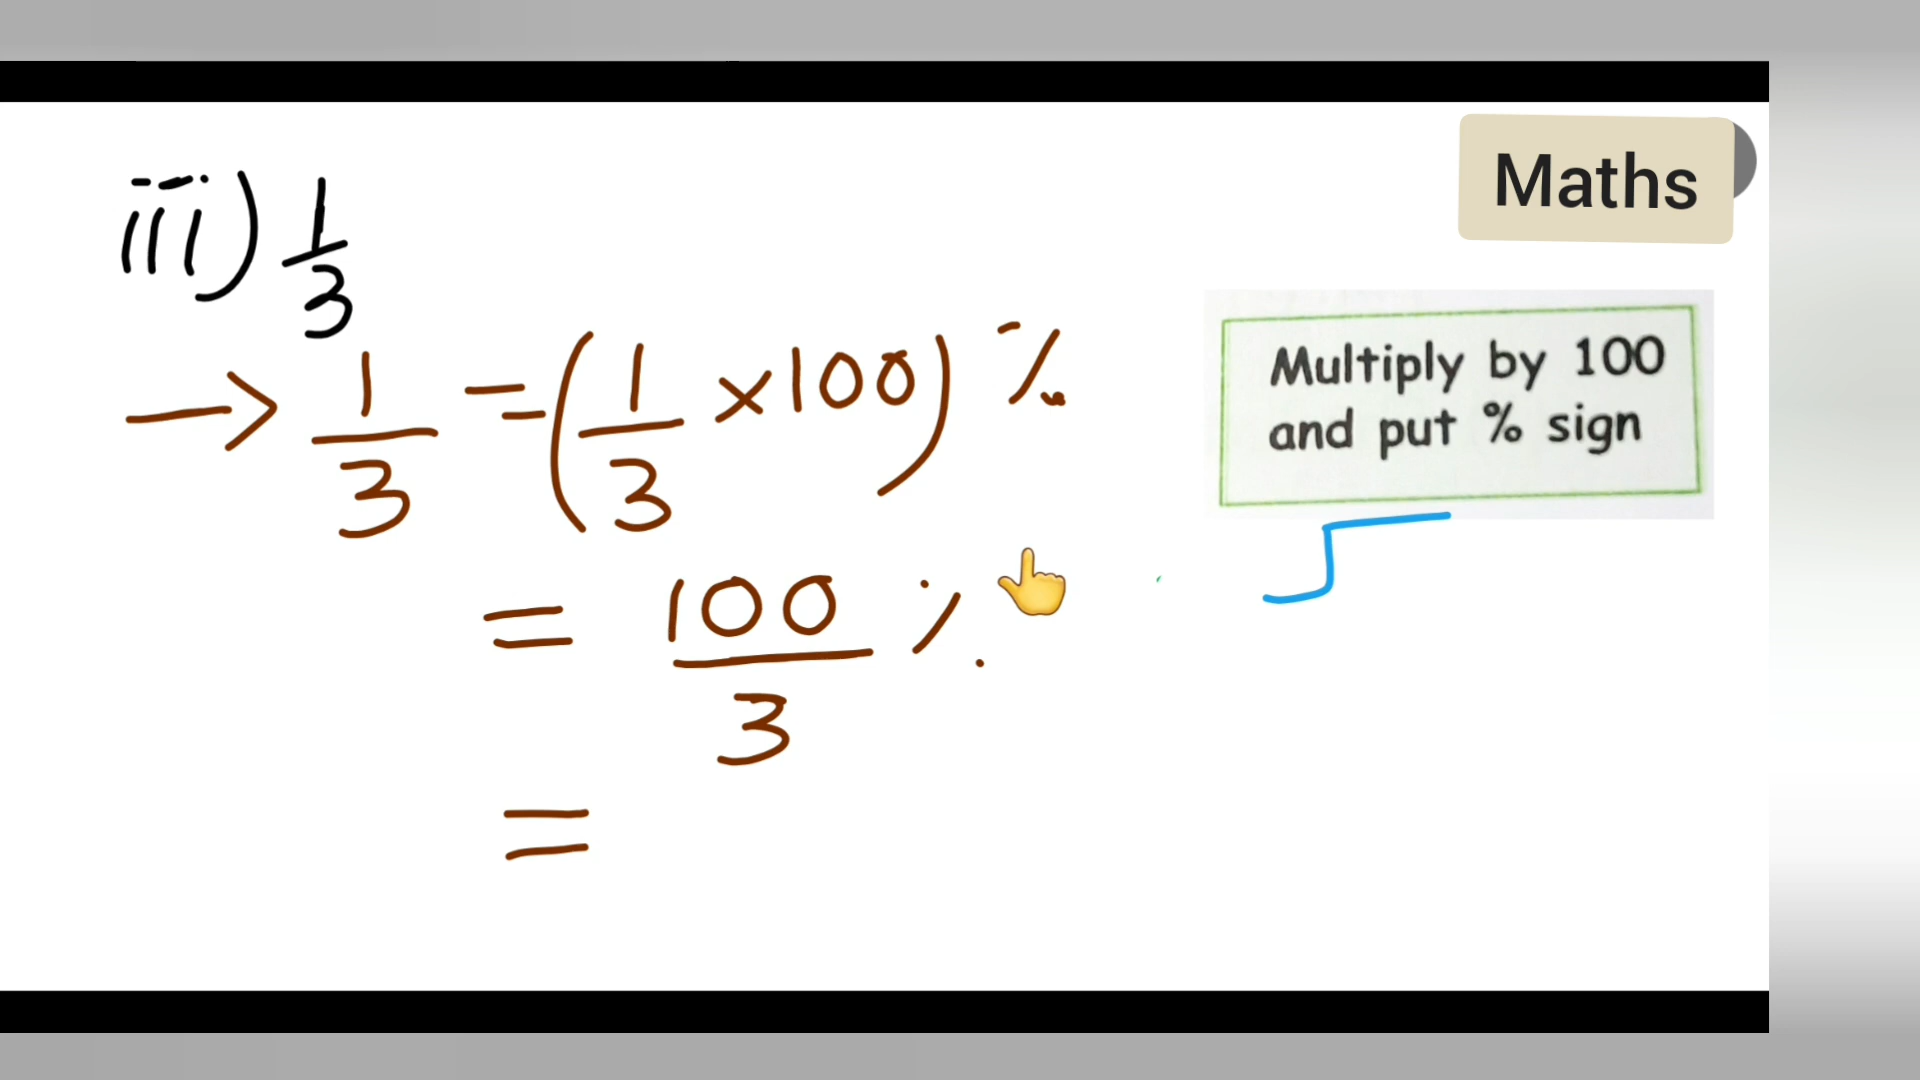 Maths
iii) 1/3
→ 1/3 = (1/3 × 100) %
= 100/3 %
=
Multiply by 100
and put % sign